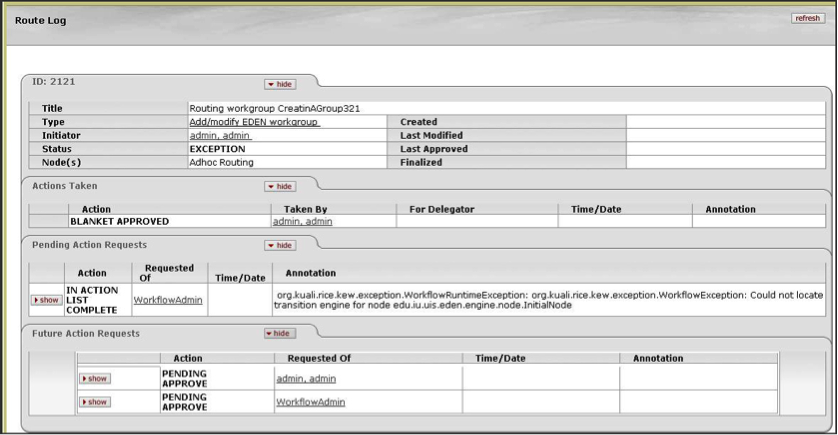 Route Log
refresh
ID: 2121
hide
Title Routing workgroup CreatinAGroup321
Type Add/modify EDEN workgroup Created
Initiator admin, admin Last Modified
Status EXCEPTION Last Approved
Node(s) Adhoc Routing Finalized
Actions Taken
hide
Action Taken By For Delegator Time/Date Annotation
BLANKET APPROVED admin, admin
Pending Action Requests
hide
Action Requested Of Time/Date Annotation
show IN ACTION LIST COMPLETE WorkflowAdmin org.kuali.rice.kew.exception.WorkflowRuntimeException: org.kuali.rice.kew.exception.WorkflowException: Could not locate
transition engine for node edu.iu.uis.eden.engine.node.InitialNode
Future Action Requests
hide
Action Requested Of Time/Date Annotation
show PENDING APPROVE admin, admin
show PENDING APPROVE WorkflowAdmin